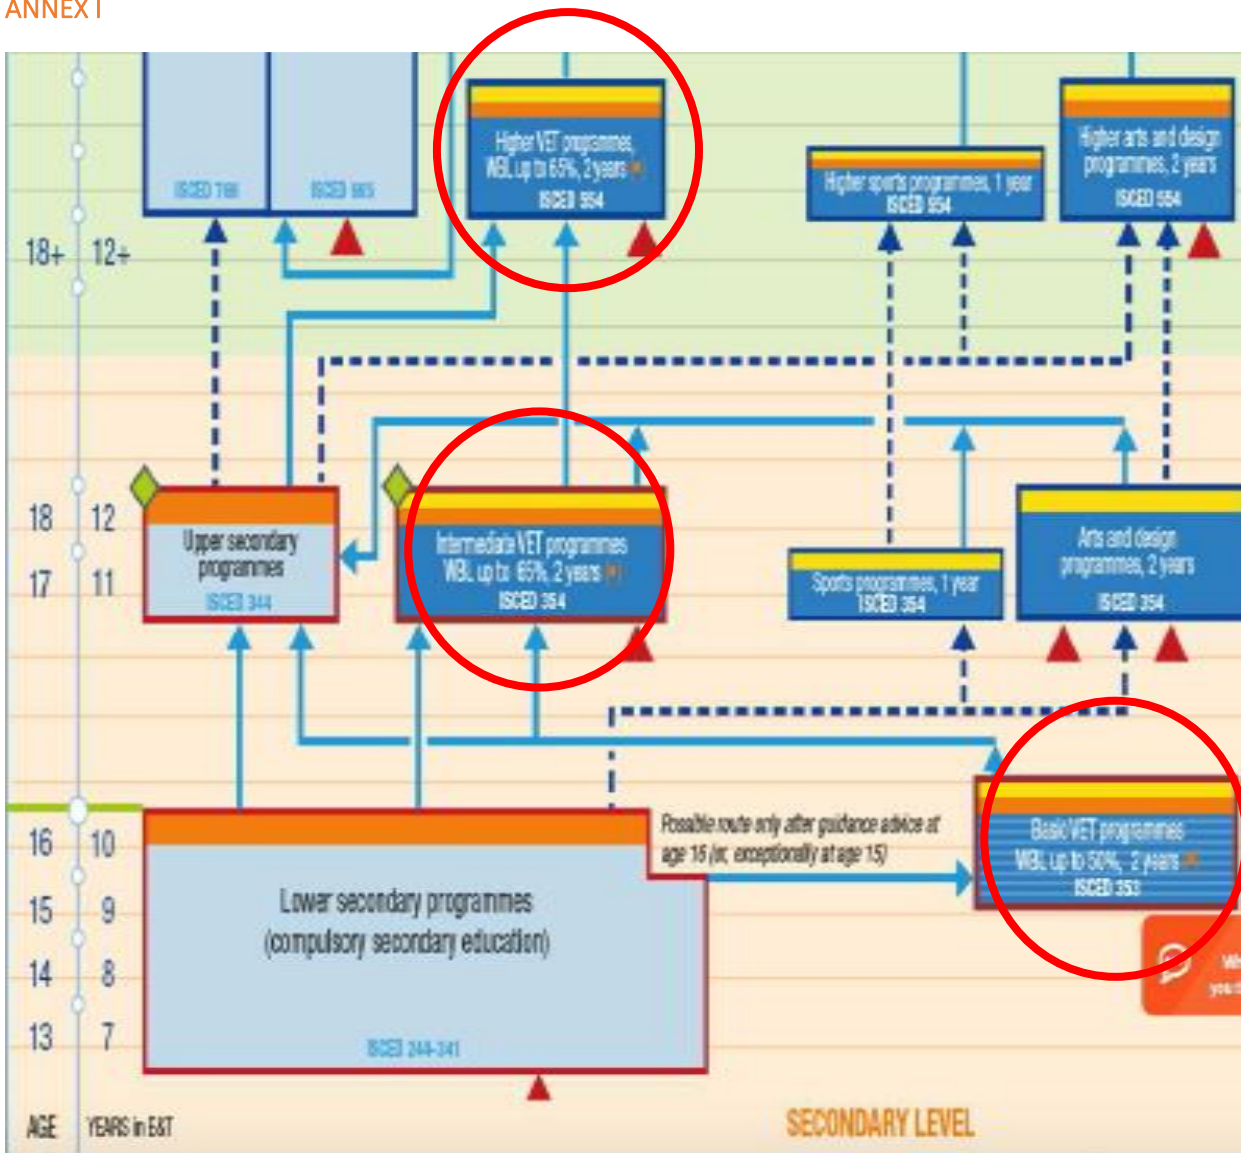 ANNEX I
Higher VET programmes,
WBL up to 65%, 2 years
ISCED 554
Higher arts and design
programmes, 2 years
ISCED 554
Higher sports programmes, 1 year
ISCED 554
ISCED
ISCED
18+ 12+
18 12
17 11
Upper secondary
programmes
ISCED 344
Intermediate VET programmes
WBL up to 65%, 2 years
ISCED 354
Sports programmes, 1 year
ISCED 354
Arts and design
programmes, 2 years
ISCED 354
Possible route only after guidance advice at
age 16 (or, exceptionally at age 15)
Basic VET programmes
WBL up to 50%, 2 years
ISCED 353
16 10
15 9
14 8
13 7
Lower secondary programmes
(compulsory secondary education)
ISCED 244-341
AGE YEARS in E&T
SECONDARY LEVEL